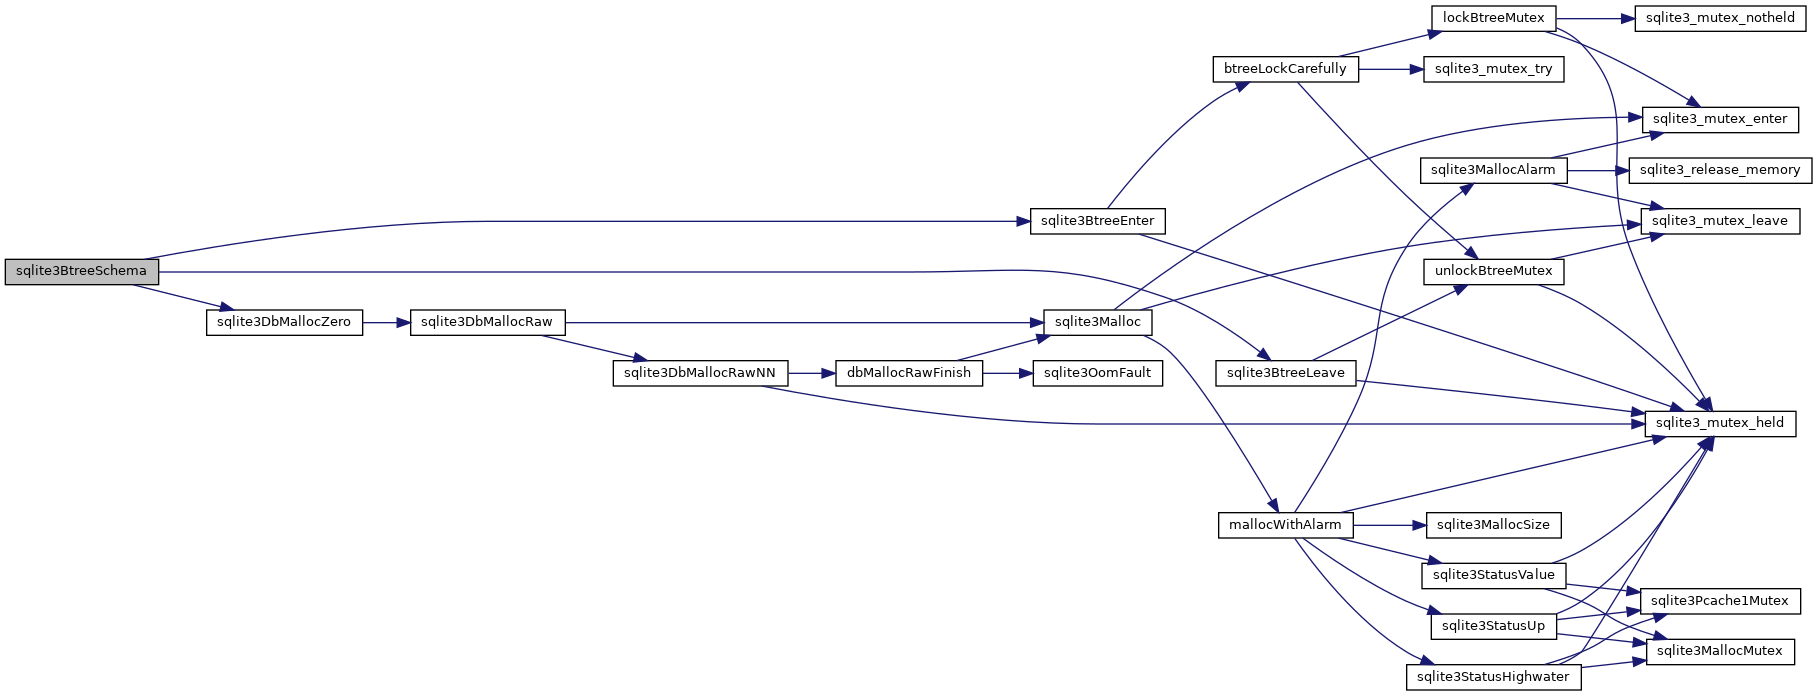 lockBtreeMutex
sqlite3_mutex_notheld
btreeLockCarefully
sqlite3_mutex_try
sqlite3_mutex_enter
sqlite3MallocAlarm
sqlite3_release_memory
sqlite3BtreeEnter
sqlite3_mutex_leave
sqlite3BtreeSchema
unlockBtreeMutex
sqlite3DbMallocZero
sqlite3DbMallocRaw
sqlite3Malloc
sqlite3DbMallocRawNN
dbMallocRawFinish
sqlite3OomFault
sqlite3BtreeLeave
sqlite3_mutex_held
mallocWithAlarm
sqlite3MallocSize
sqlite3StatusValue
sqlite3Pcache1Mutex
sqlite3StatusUp
sqlite3MallocMutex
sqlite3StatusHighwater